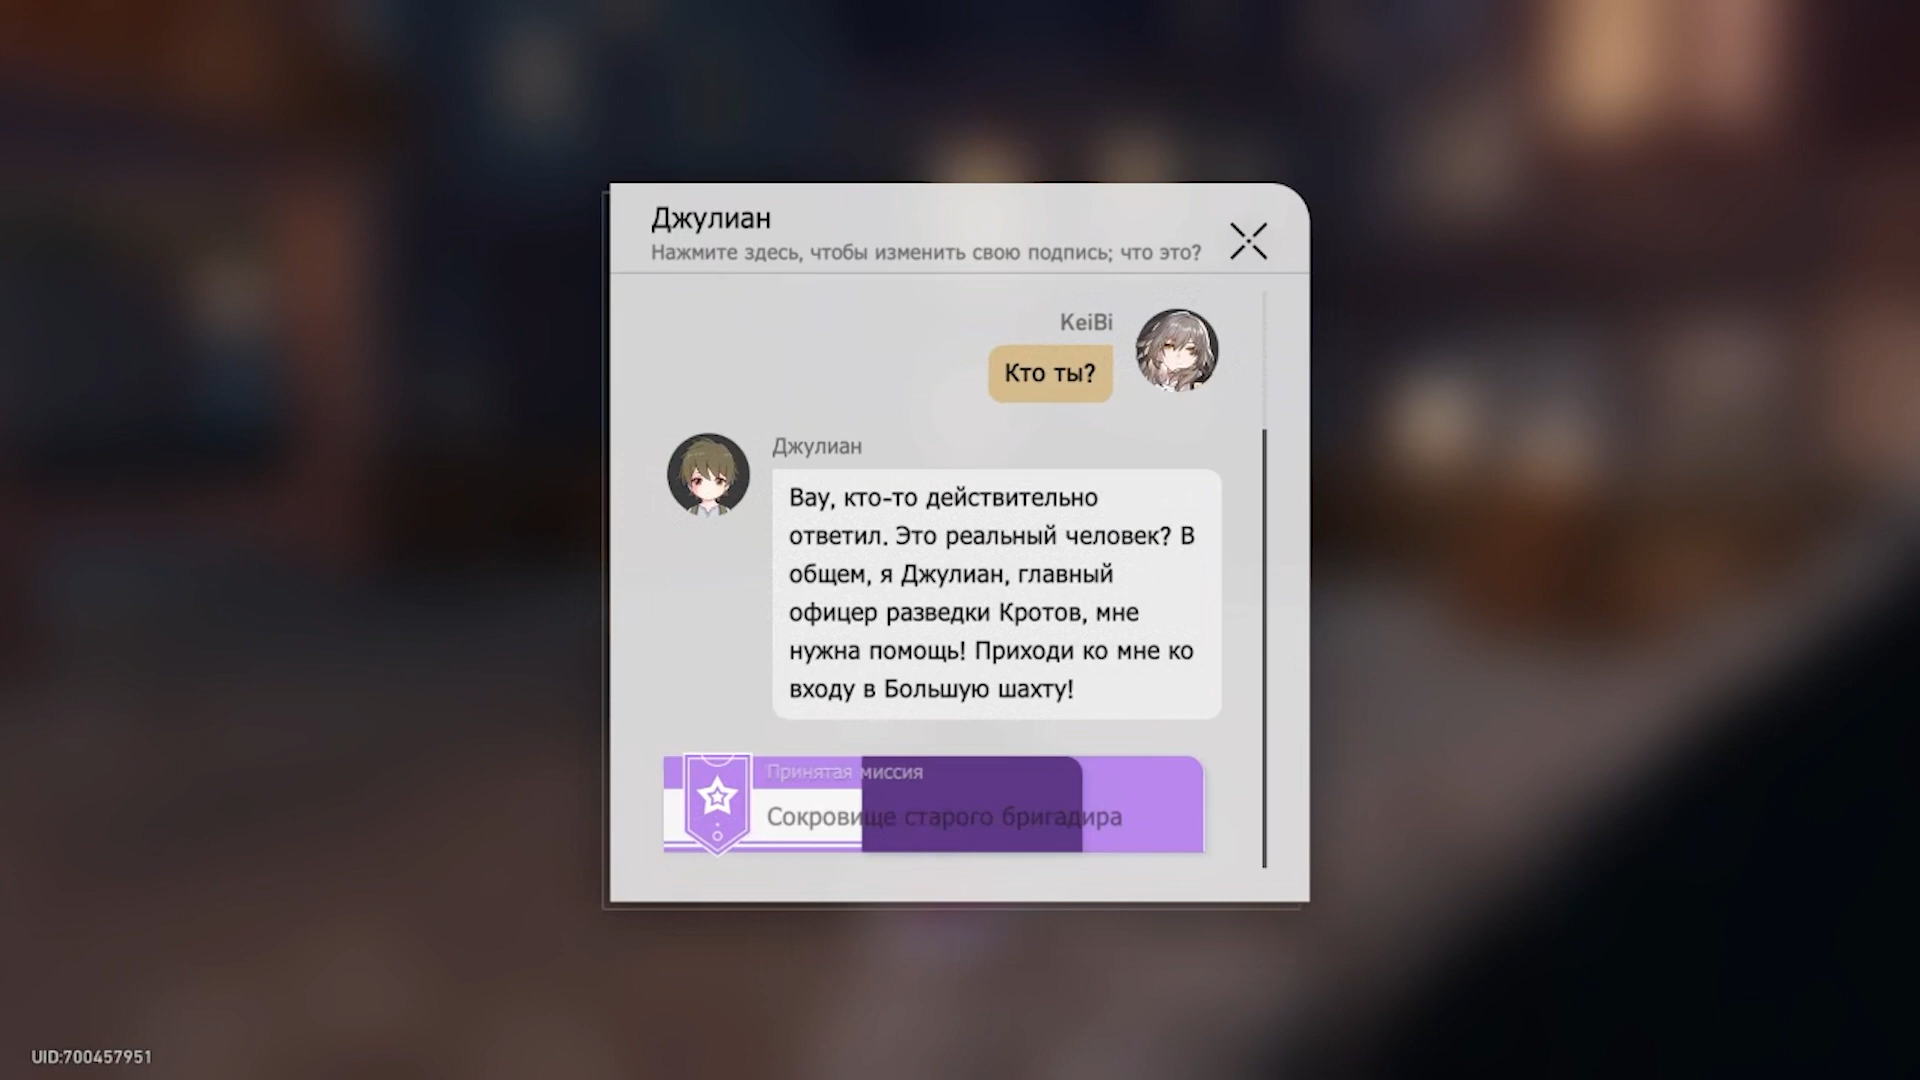 Джулиан
Нажмите здесь, чтобы изменить свою подпись; что это?
KeiBi
Кто ты?
Джулиан
Вау, кто-то действительно
ответил. Это реальный человек? В
общем, я Джулиан, главный
офицер разведки Кротов, мне
нужна помощь! Приходи ко мне ко
входу в Большую шахту!
Принятая миссия
Сокровище старого бригадира
UID:700457951